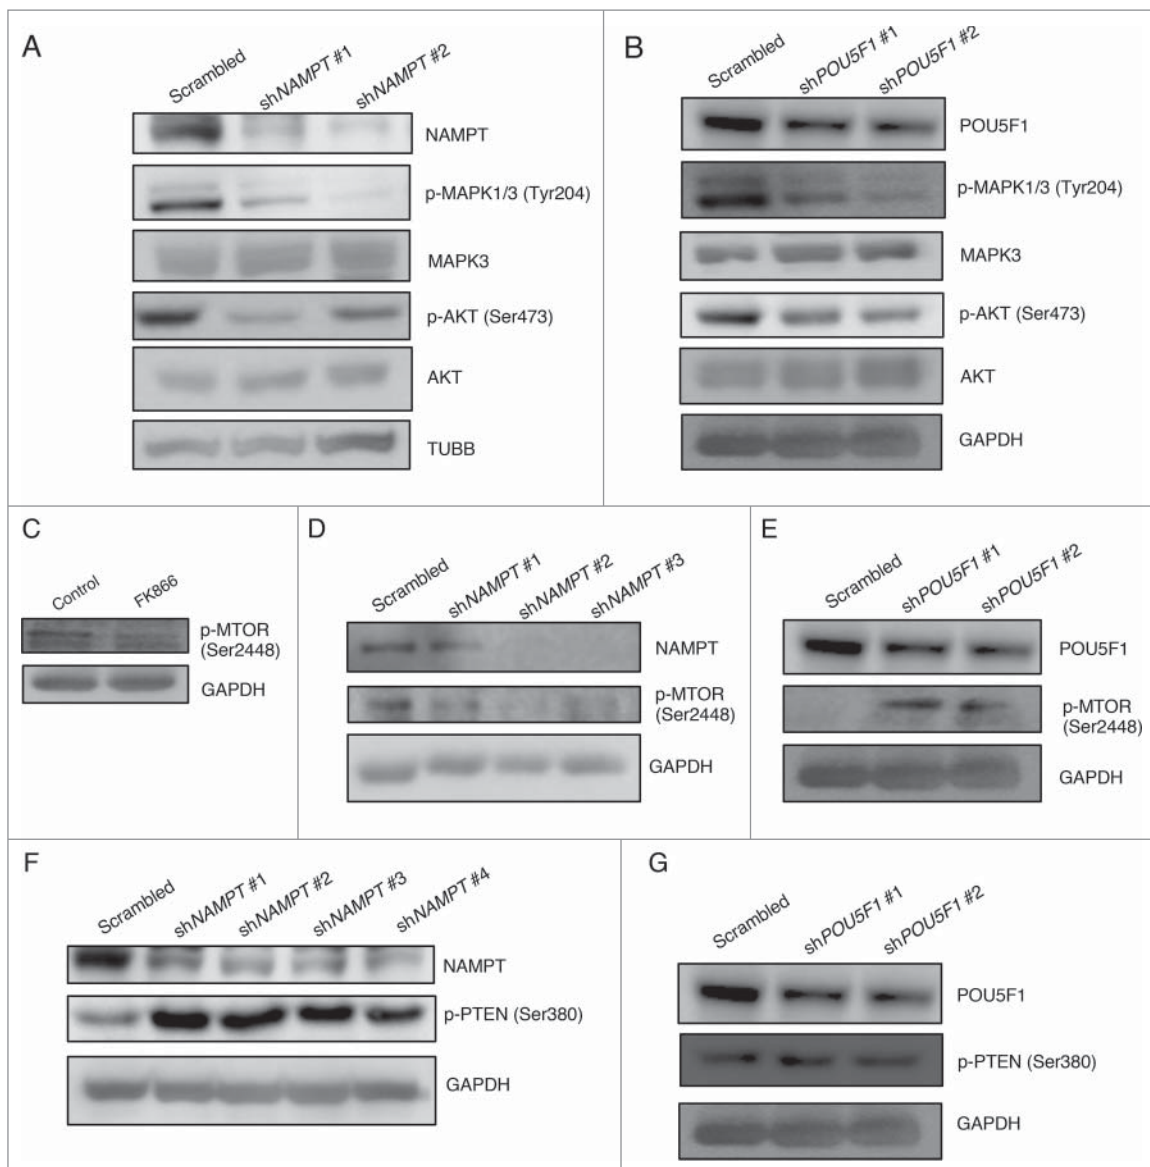 A
Scrambled
shNAMPT #1
shNAMPT #2
NAMPT
p-MAPK1/3 (Tyr204)
MAPK3
p-AKT (Ser473)
AKT
TUBB
B
Scrambled
shPOU5F1 #1
shPOU5F1 #2
POU5F1
p-MAPK1/3 (Tyr204)
MAPK3
p-AKT (Ser473)
AKT
GAPDH
C
Control
FK866
p-MTOR
(Ser2448)
GAPDH
D
Scrambled
shNAMPT #1
shNAMPT #2
shNAMPT #3
NAMPT
p-MTOR
(Ser2448)
GAPDH
E
Scrambled
shPOU5F1 #1
shPOU5F1 #2
POU5F1
p-MTOR
(Ser2448)
GAPDH
F
Scrambled
shNAMPT #1
shNAMPT #2
shNAMPT #3
shNAMPT #4
NAMPT
p-PTEN (Ser380)
GAPDH
G
Scrambled
shPOU5F1 #1
shPOU5F1 #2
POU5F1
p-PTEN (Ser380)
GAPDH